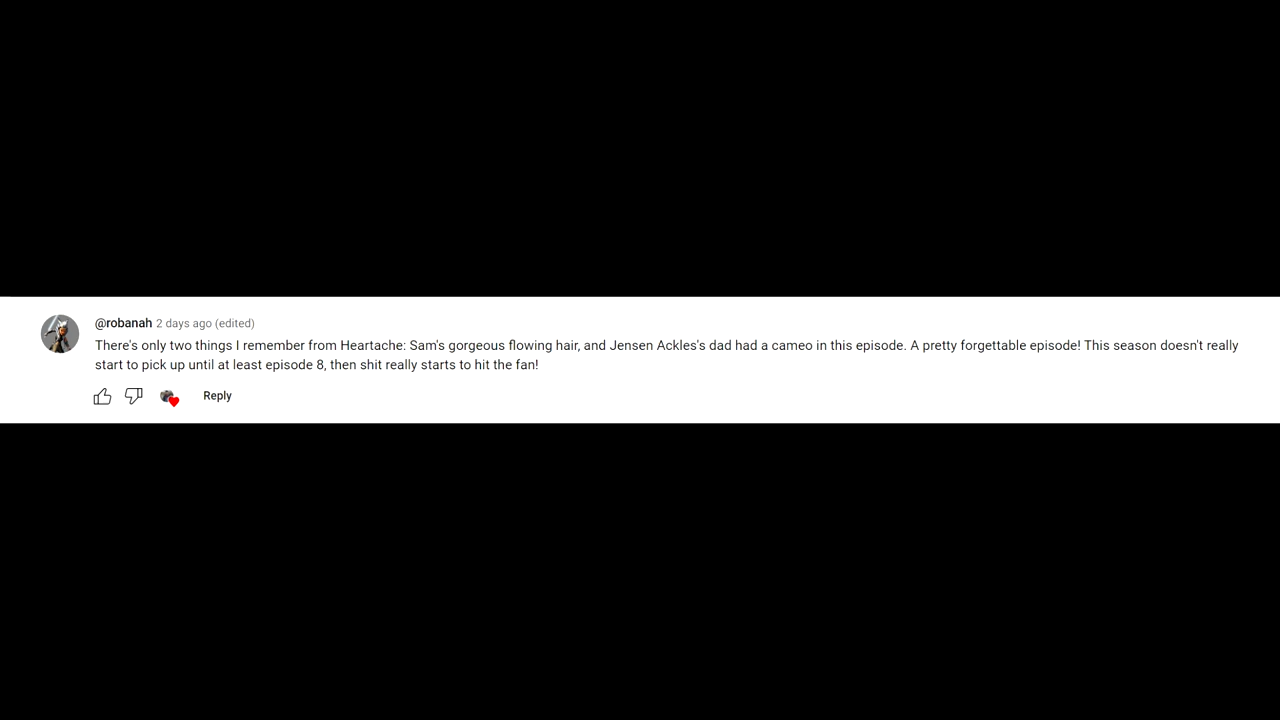 @robanah 2 days ago (edited)
There's only two things I remember from Heartache: Sam's gorgeous flowing hair, and Jensen Ackles's dad had a cameo in this episode. A pretty forgettable episode! This season doesn't really
start to pick up until at least episode 8, then shit really starts to hit the fan!
Reply